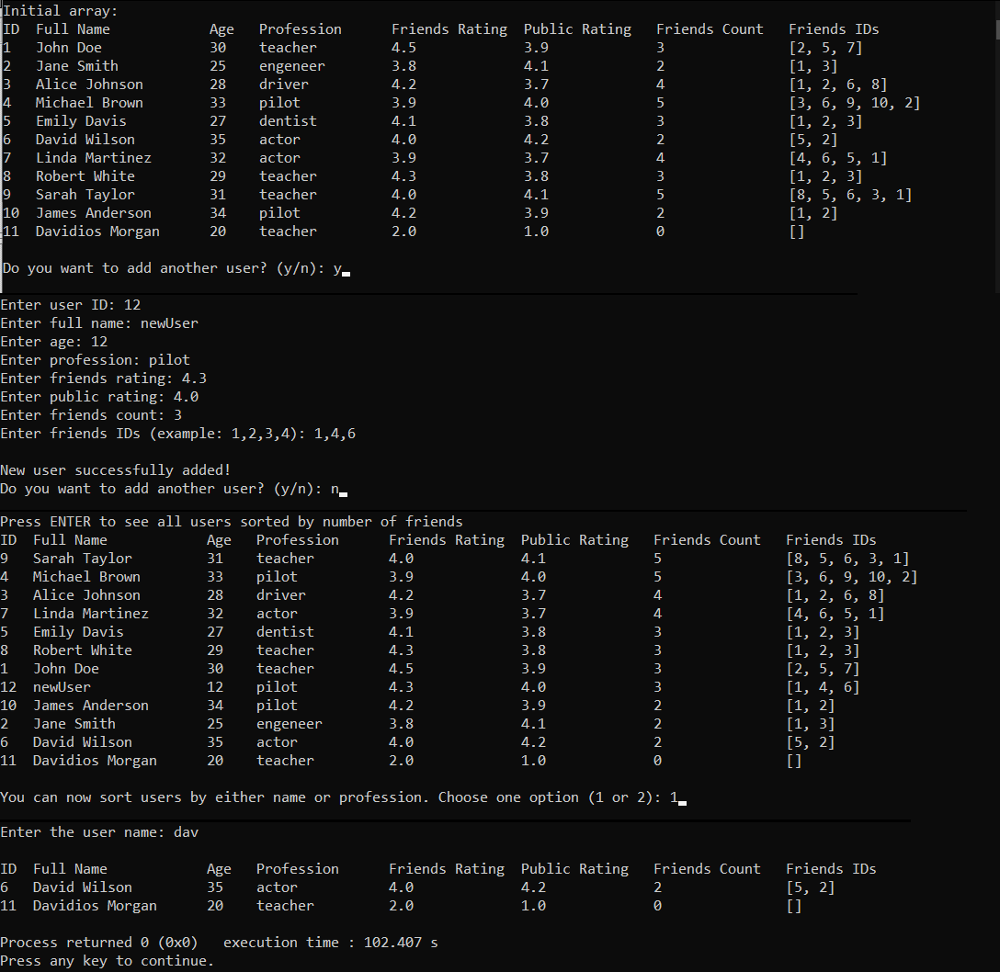 Initial array:
ID Full Name Age Profession Friends Rating Public Rating Friends Count Friends IDs
1 John Doe 30 teacher 4.5 3.9 3 [2, 5, 7]
2 Jane Smith 25 engeneer 3.8 4.1 2 [1, 3]
3 Alice Johnson 28 driver 4.2 3.7 4 [1, 2, 6, 8]
4 Michael Brown 33 pilot 3.9 4.0 5 [3, 6, 9, 10, 2]
5 Emily Davis 27 dentist 4.1 3.8 3 [1, 2, 3]
6 David Wilson 35 actor 4.0 4.2 2 [5, 2]
7 Linda Martinez 32 actor 3.9 3.7 4 [4, 6, 5, 1]
8 Robert White 29 teacher 4.3 3.8 3 [1, 2, 3]
9 Sarah Taylor 31 teacher 4.0 4.1 5 [8, 5, 6, 3, 1]
10 James Anderson 34 pilot 4.2 3.9 2 [1, 2]
11 Davidios Morgan 20 teacher 2.0 1.0 0 []
Do you want to add another user? (y/n): y
Enter user ID: 12
Enter full name: newUser
Enter age: 12
Enter profession: pilot
Enter friends rating: 4.3
Enter public rating: 4.0
Enter friends count: 3
Enter friends IDs (example: 1,2,3,4): 1,4,6
New user successfully added!
Do you want to add another user? (y/n): n
Press ENTER to see all users sorted by number of friends
ID Full Name Age Profession Friends Rating Public Rating Friends Count Friends IDs
9 Sarah Taylor 31 teacher 4.0 4.1 5 [8, 5, 6, 3, 1]
4 Michael Brown 33 pilot 3.9 4.0 5 [3, 6, 9, 10, 2]
3 Alice Johnson 28 driver 4.2 3.7 4 [1, 2, 6, 8]
7 Linda Martinez 32 actor 3.9 3.7 4 [4, 6, 5, 1]
5 Emily Davis 27 dentist 4.1 3.8 3 [1, 2, 3]
8 Robert White 29 teacher 4.3 3.8 3 [1, 2, 3]
1 John Doe 30 teacher 4.5 3.9 3 [2, 5, 7]
12 newUser 12 pilot 4.3 4.0 3 [1, 4, 6]
10 James Anderson 34 pilot 4.2 3.9 2 [1, 2]
2 Jane Smith 25 engeneer 3.8 4.1 2 [1, 3]
6 David Wilson 35 actor 4.0 4.2 2 [5, 2]
11 Davidios Morgan 20 teacher 2.0 1.0 0 []
You can now sort users by either name or profession. Choose one option (1 or 2): 1
Enter the user name: dav
ID Full Name Age Profession Friends Rating Public Rating Friends Count Friends IDs
6 David Wilson 35 actor 4.0 4.2 2 [5, 2]
11 Davidios Morgan 20 teacher 2.0 1.0 0 []
Process returned 0 (0x0) execution time : 102.407 s
Press any key to continue.